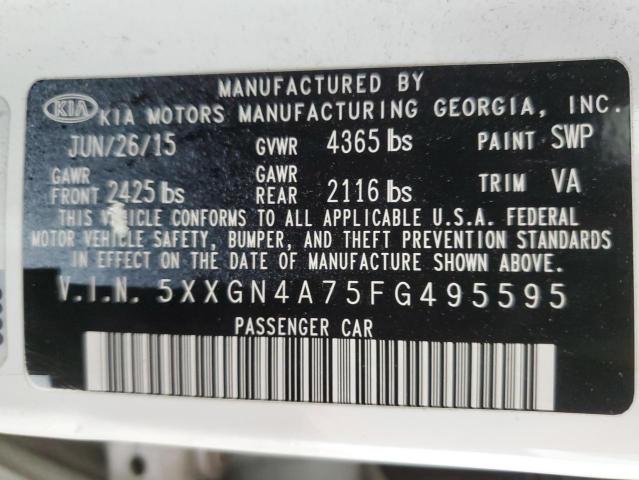 MANUFACTURED BY
KIA KIA MOTORS MANUFACTURING GEORGIA, INC.
JUN/26/15 GVWR 4365 lbs PAINT SWP
GAWR FRONT 2425 lbs GAWR REAR 2116 lbs TRIM VA
THIS VEHICLE CONFORMS TO ALL APPLICABLE U.S.A. FEDERAL
MOTOR VEHICLE SAFETY, BUMPER, AND THEFT PREVENTION STANDARDS
IN EFFECT ON THE DATE OF MANUFACTURE SHOWN ABOVE.
V.I.N. 5XXGN4A75FG495595
PASSENGER CAR